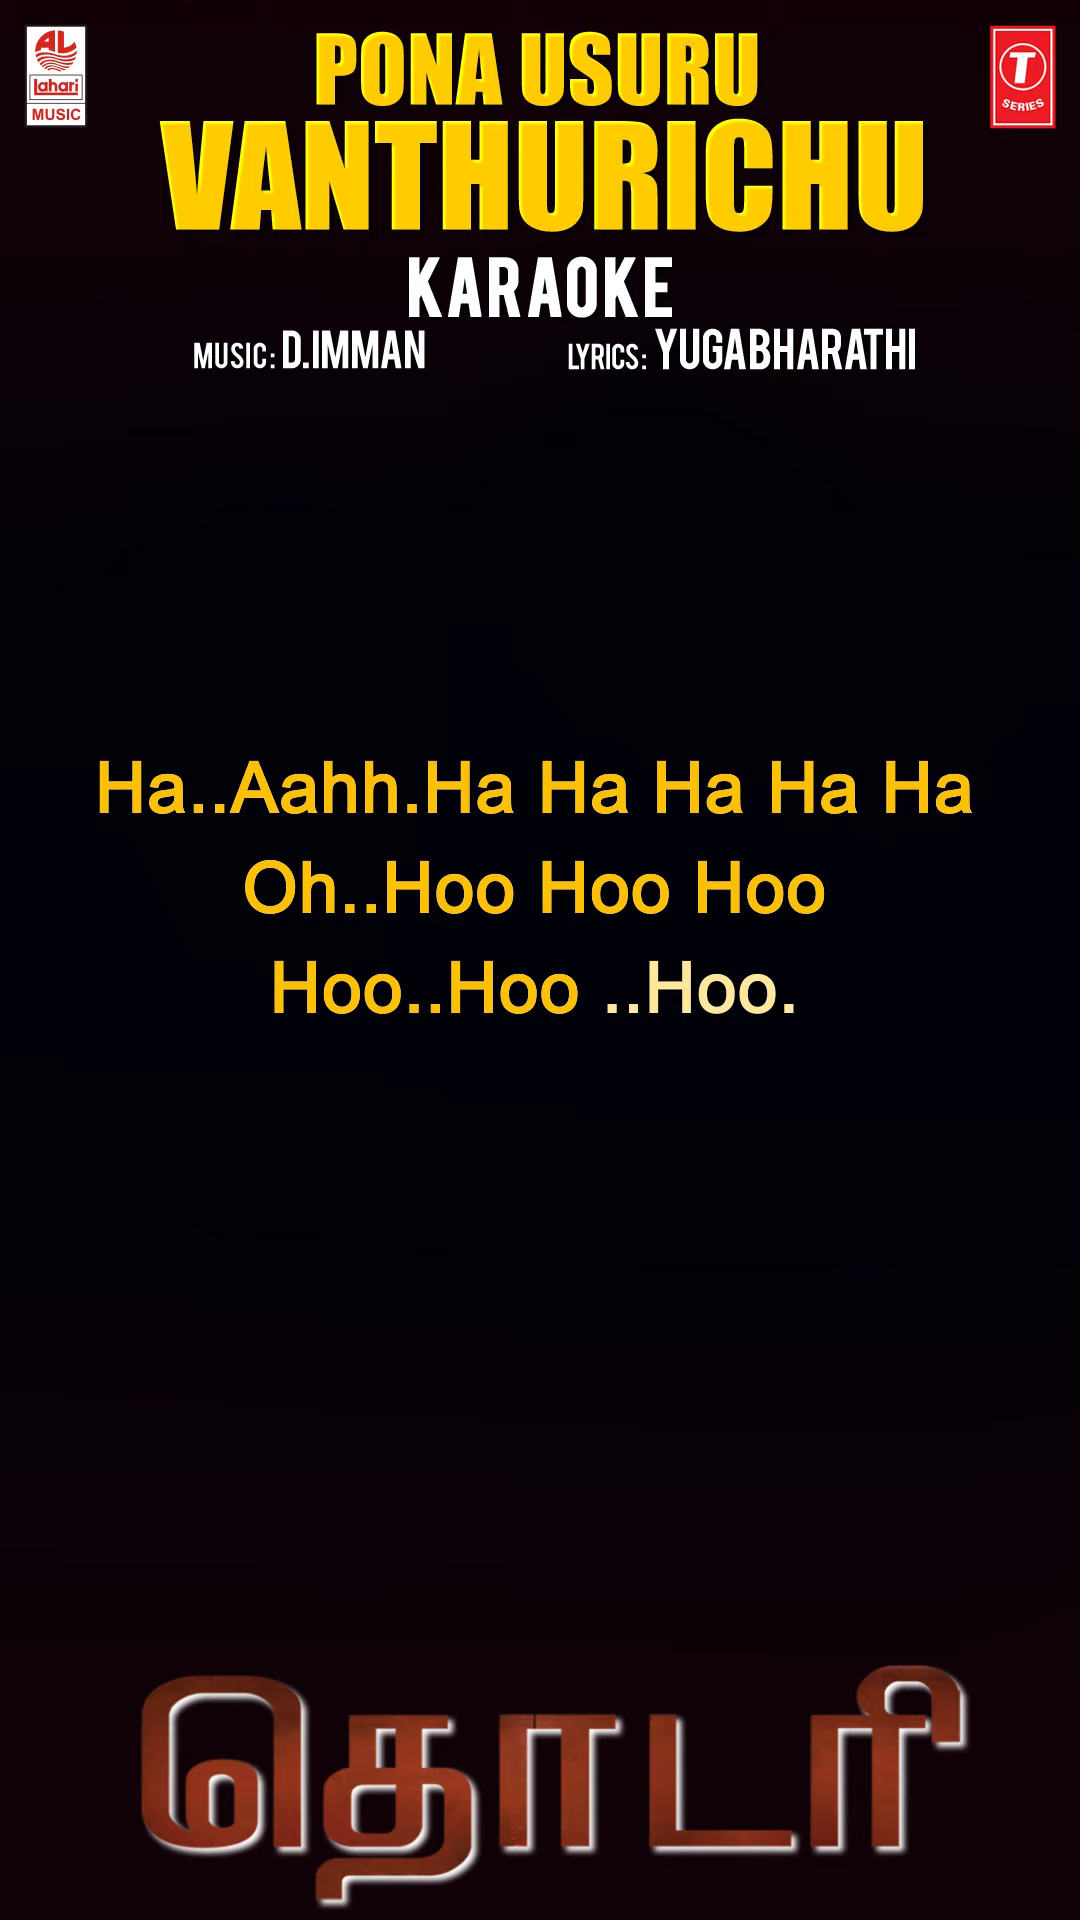 AL
lahari
MUSIC
T
SERIES
PONA USURU
VANTHURICHU
KARAOKE
MUSIC: D.IMMAN LYRICS: YUGABHARATHI
Ha..Aahh.Ha Ha Ha Ha Ha
Oh..Hoo Hoo Hoo
Hoo..Hoo ..Hoo.
தொடரி